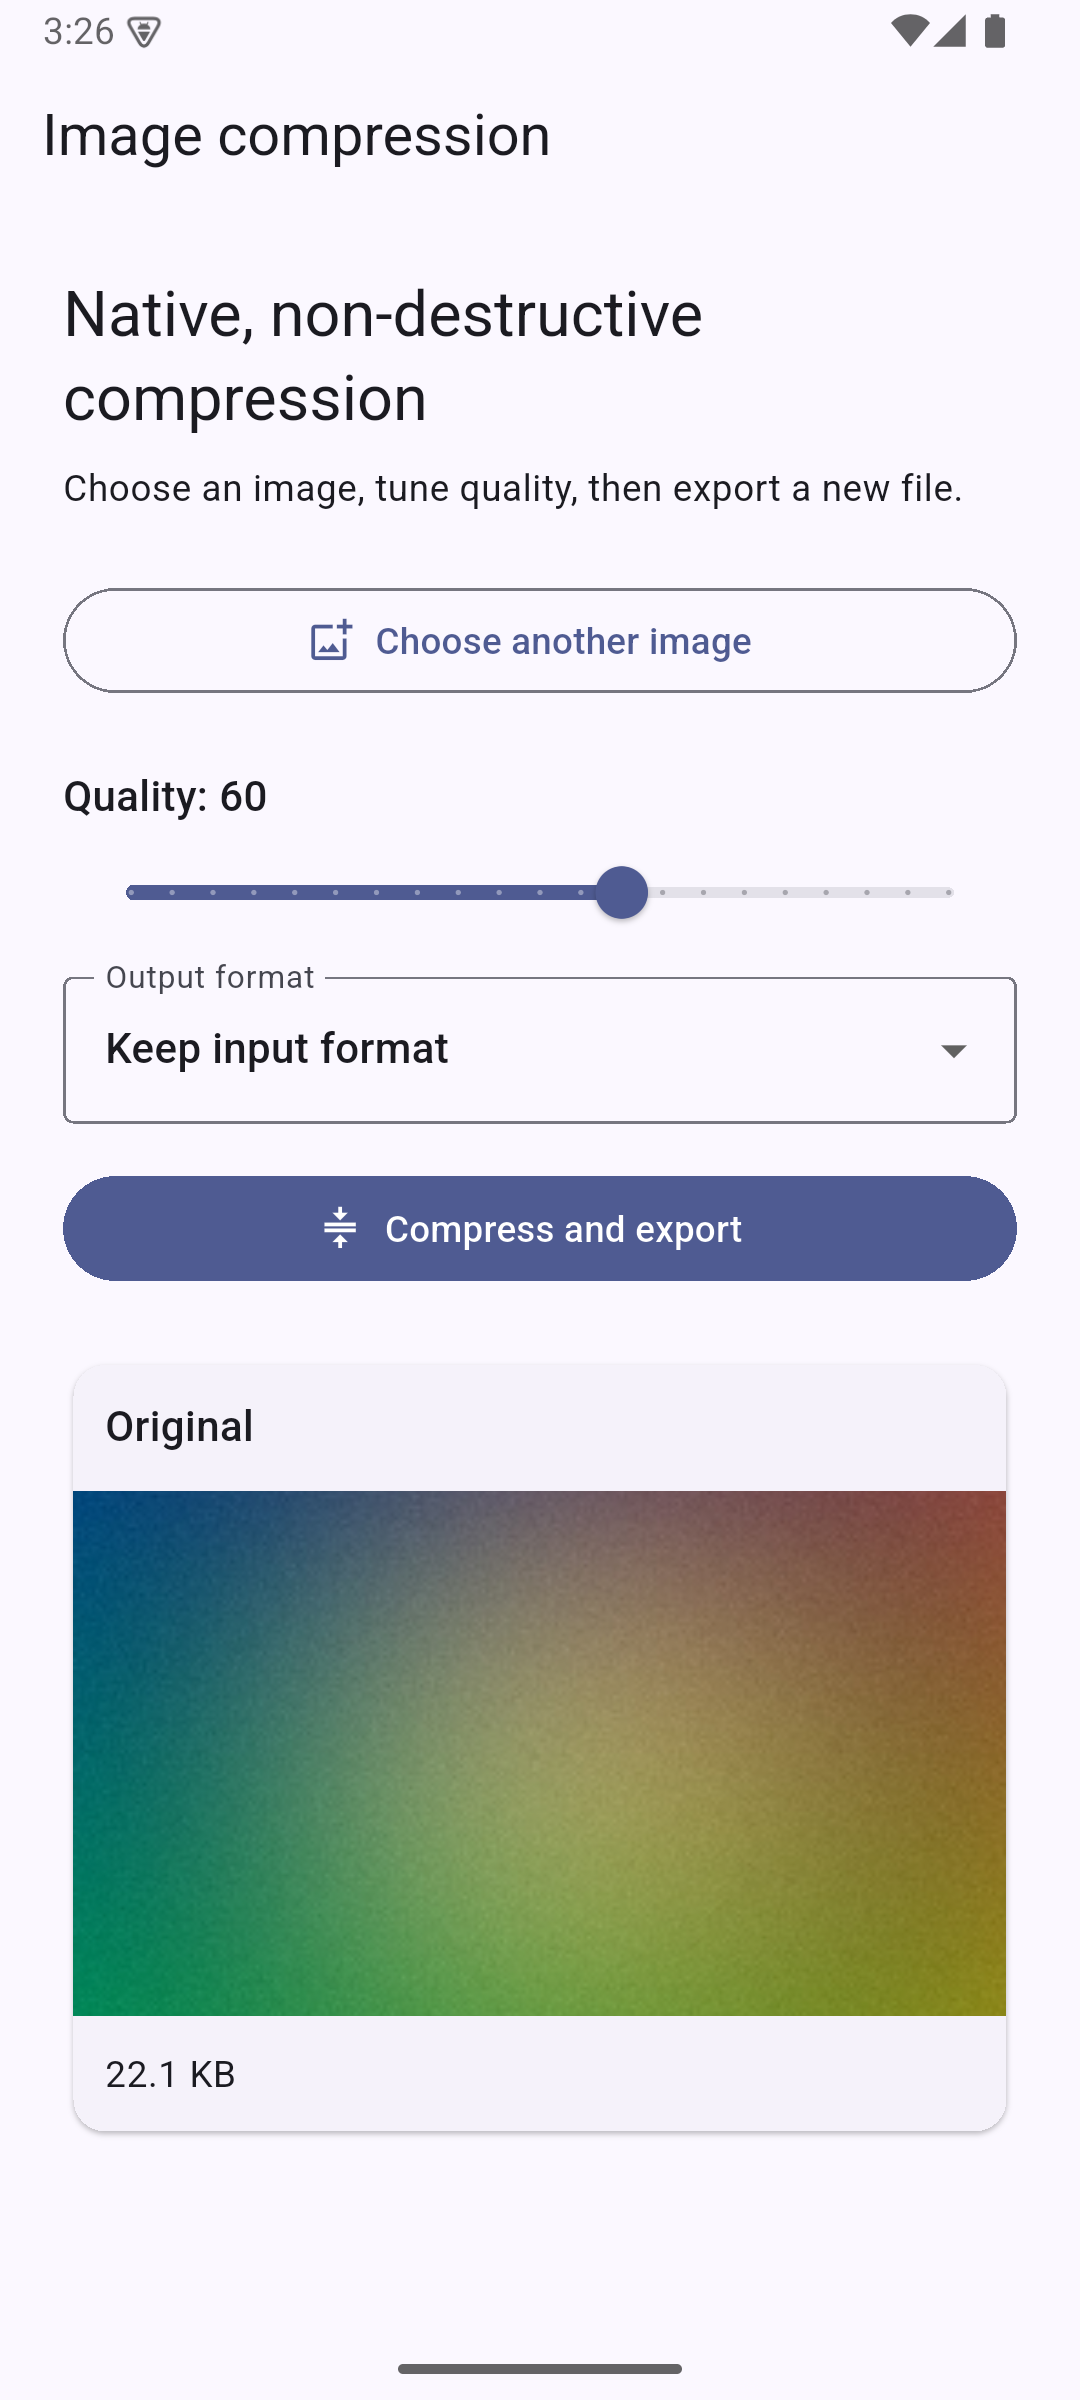 3:26
Image compression
Native, non-destructive
compression
Choose an image, tune quality, then export a new file.
Choose another image
Quality: 60
Output format
Keep input format
Compress and export
Original
22.1 KB